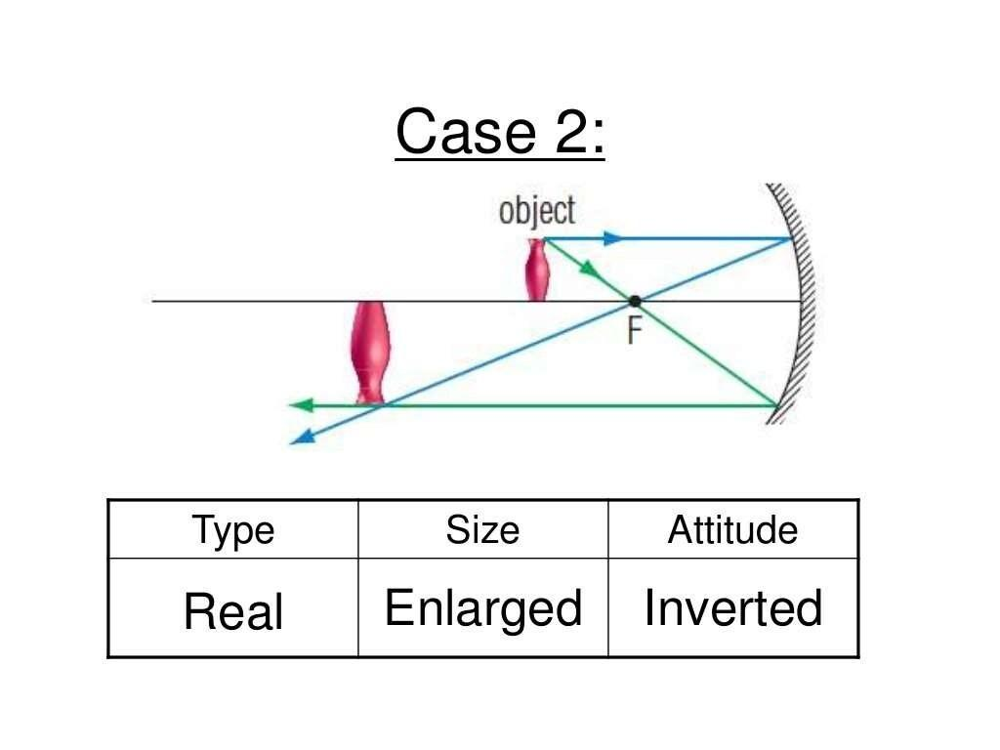 Case 2:
object
F
Type Size Attitude
Real Enlarged Inverted